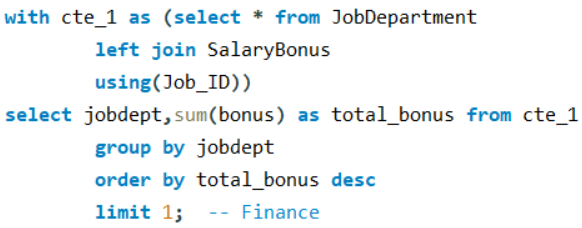 with cte_1 as (select * from JobDepartment
left join SalaryBonus
using(Job_ID))
select jobdept,sum(bonus) as total_bonus from cte_1
group by jobdept
order by total_bonus desc
limit 1;  -- Finance